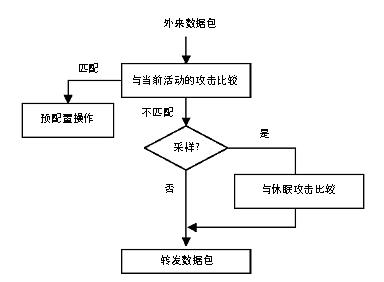 外来数据包
匹配
与当前活动的攻击比较
预配置操作
不匹配
采样?
是
否
与休眠攻击比较
转发数据包